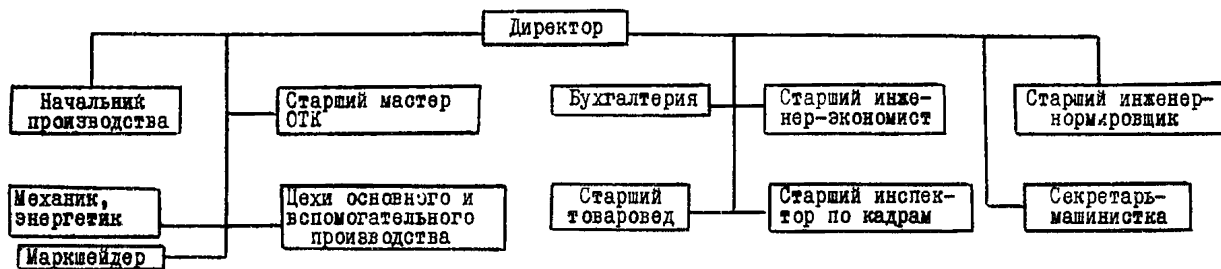 Директор
Начальник
производства
Старший мастер
ОТК
Бухгалтерия
Старший инже-
нер-экономист
Старший инженер-
нормировщик
Механик,
энергетик
Цехи основного и
вспомогательного
производства
Старший
товаровед
Старший инспек-
тор по кадрам
Секретарь-
машинистка
Маркшейдер